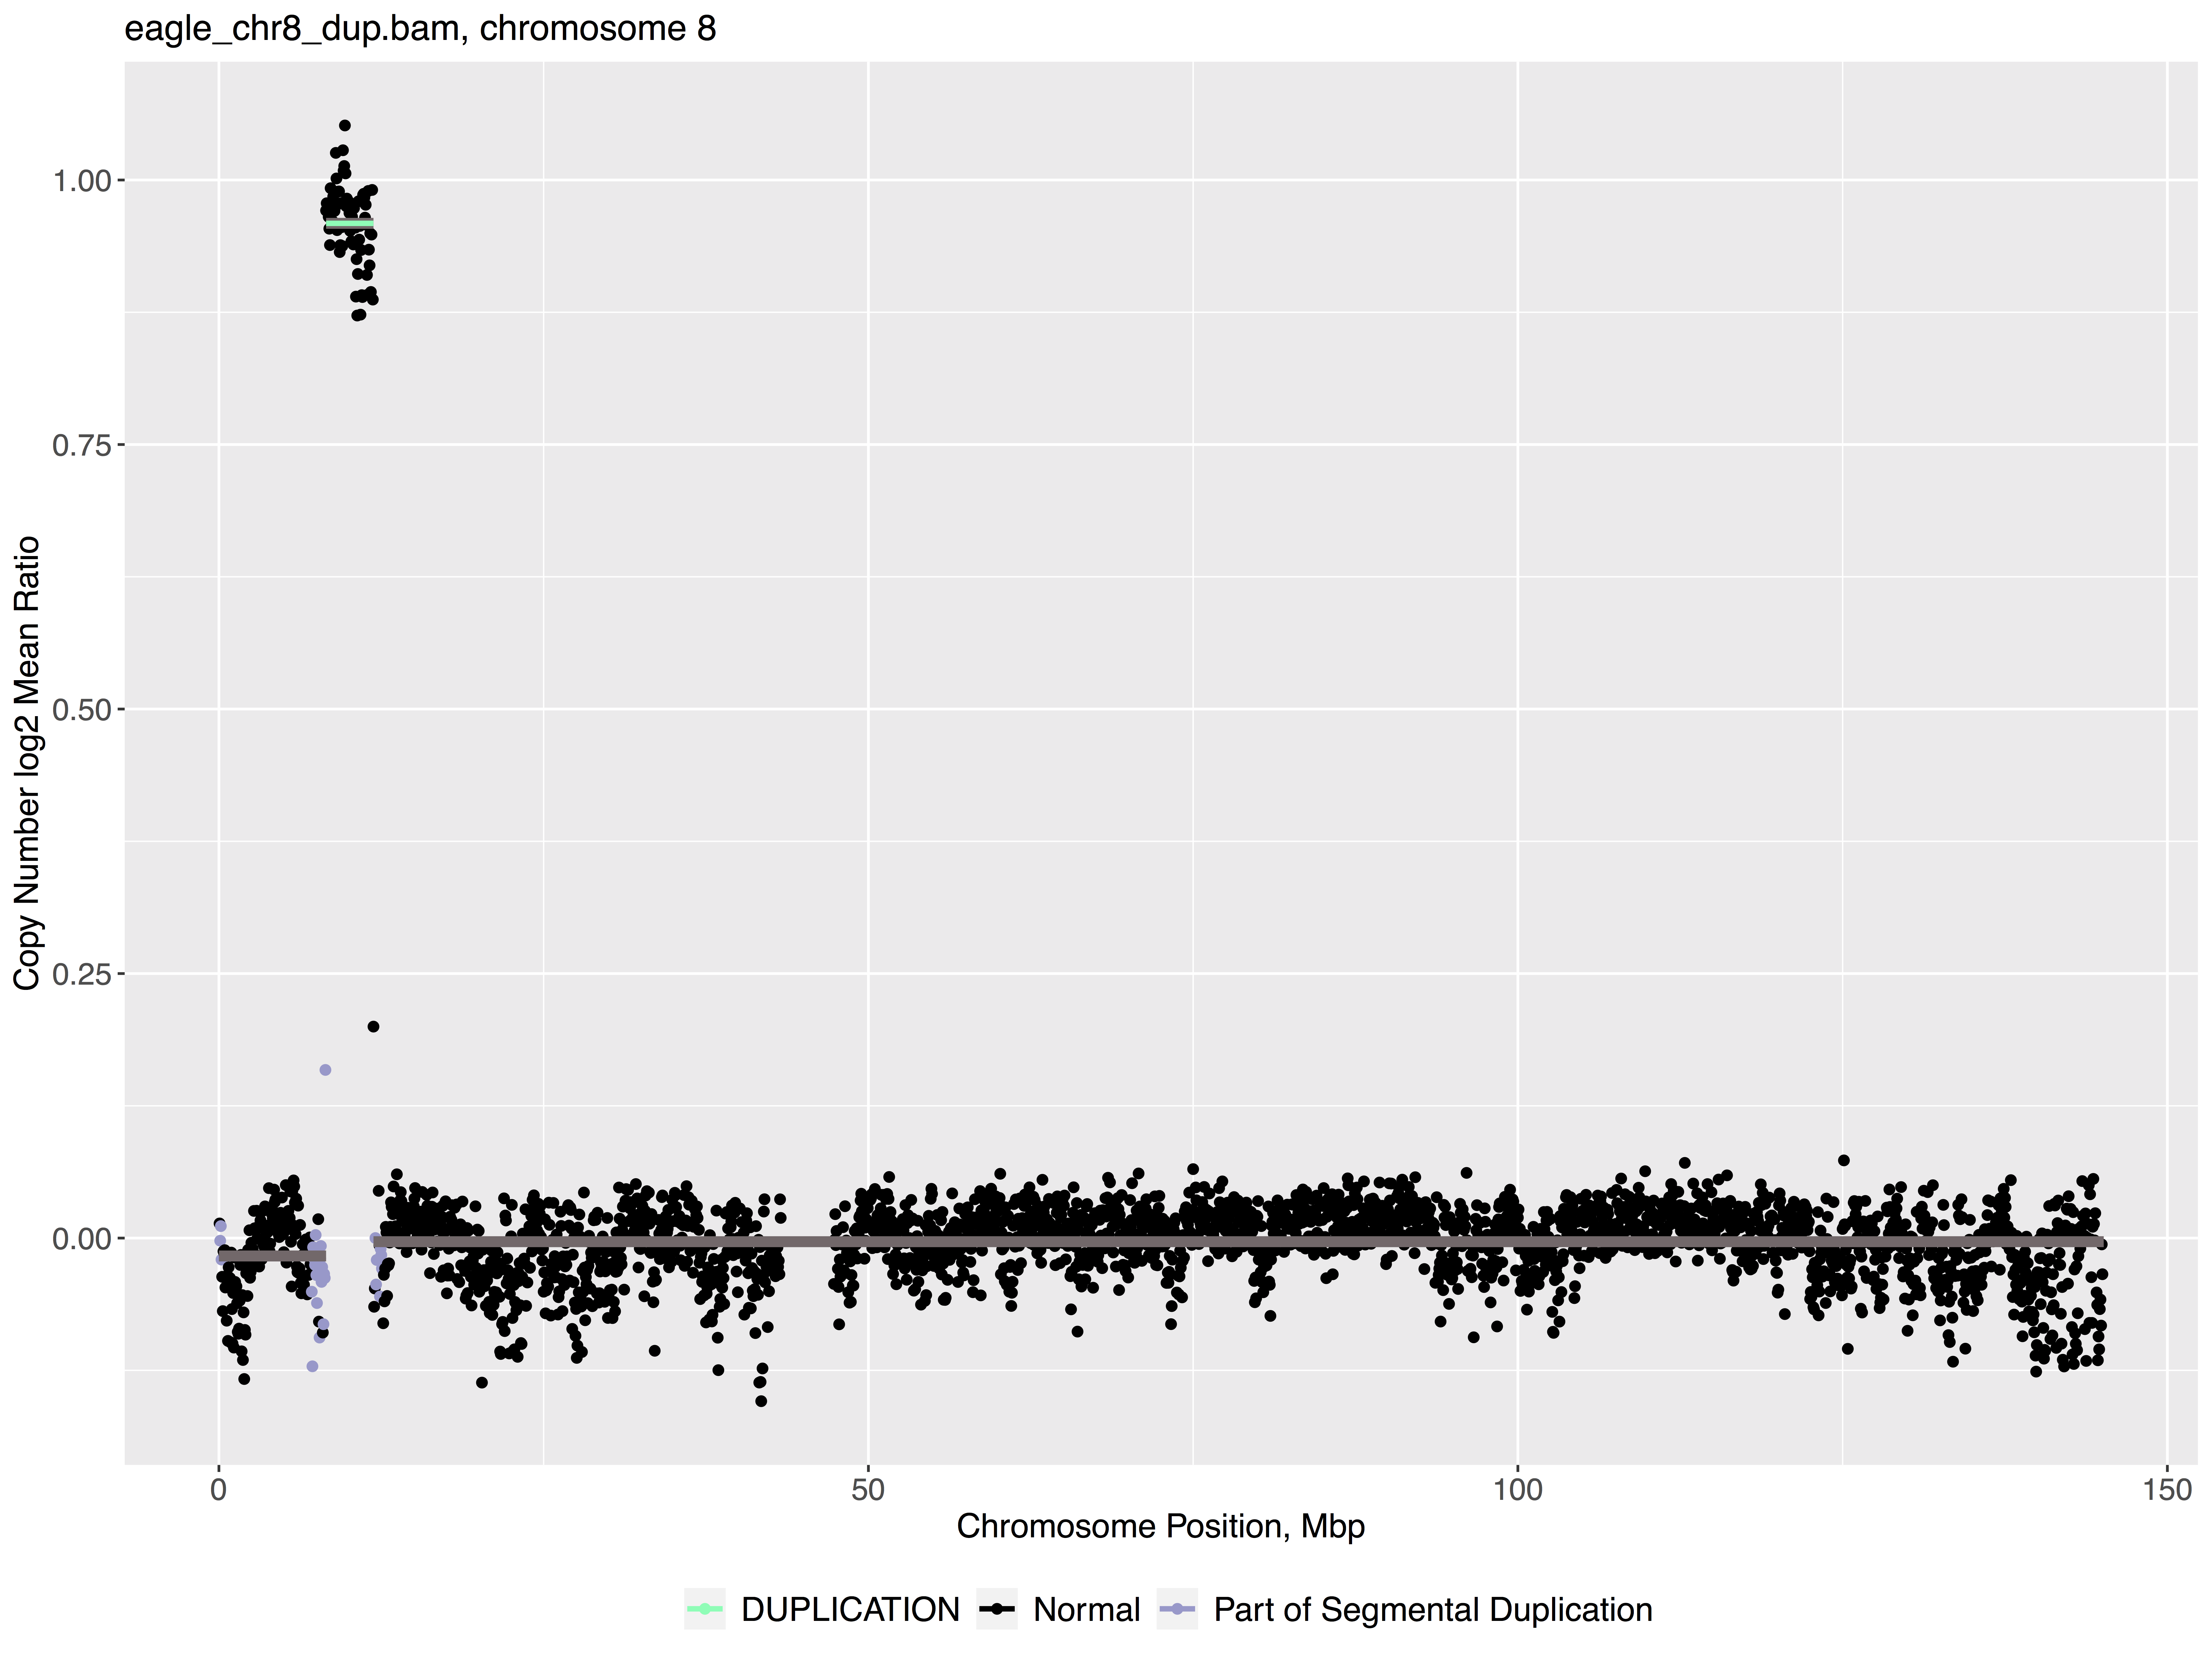 eagle_chr8_dup.bam, chromosome 8
Copy Number log2 Mean Ratio
1.00
0.75
0.50
0.25
0.00
0
50
100
150
Chromosome Position, Mbp
DUPLICATION
Normal
Part of Segmental Duplication